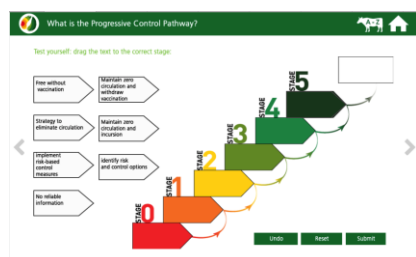 What is the Progressive Control Pathway?
A-Z
Test yourself: drag the text to the correct stage:
Free without
vaccination
Maintain zero
circulation and
withdraw
vaccination
Strategy to
eliminate circulation
Maintain zero
circulation and
incursion
Implement
risk-based
control
measures
Identify risk
and control options
No reliable
information
STAGE 5
STAGE 4
STAGE 3
STAGE 2
STAGE 1
STAGE 0
Undo
Reset
Submit